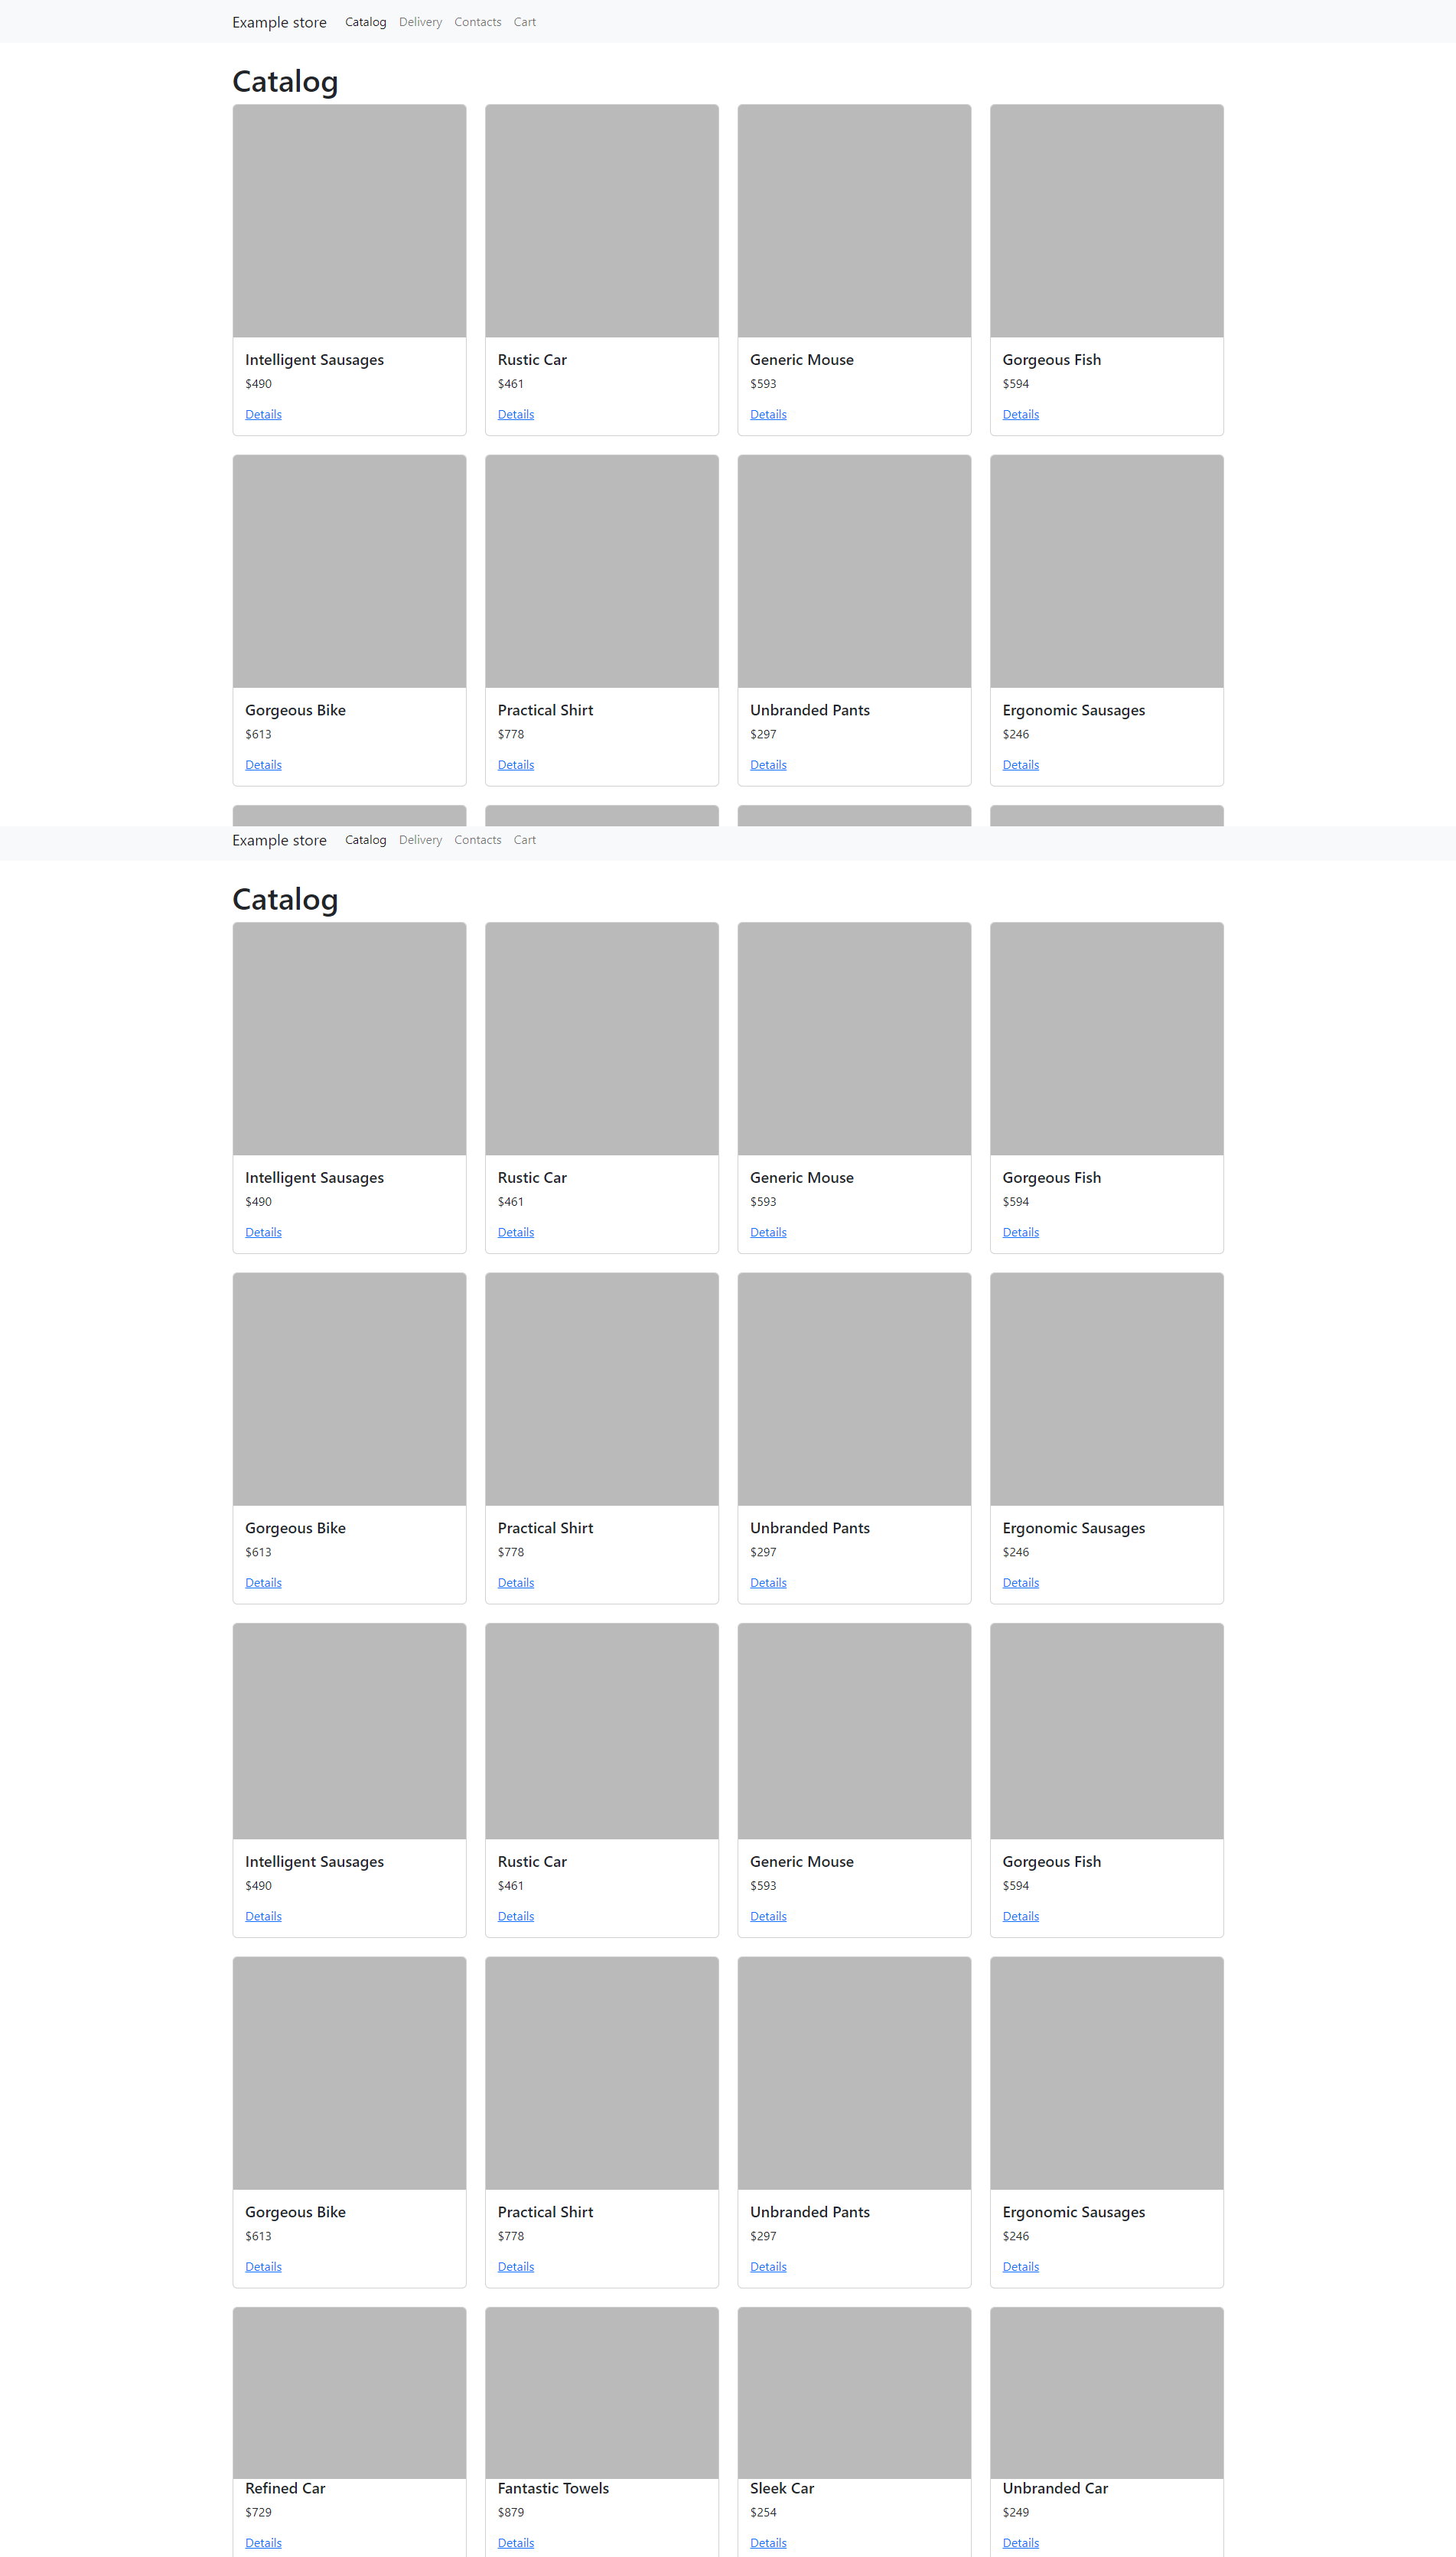 Example store Catalog Delivery Contacts Cart
Catalog
Intelligent Sausages Rustic Car Generic Mouse Gorgeous Fish
$490 $461 $593 $594
Details Details Details Details
Gorgeous Bike Practical Shirt Unbranded Pants Ergonomic Sausages
$613 $778 $297 $246
Details Details Details Details
Example store Catalog Delivery Contacts Cart
Catalog
Intelligent Sausages Rustic Car Generic Mouse Gorgeous Fish
$490 $461 $593 $594
Details Details Details Details
Gorgeous Bike Practical Shirt Unbranded Pants Ergonomic Sausages
$613 $778 $297 $246
Details Details Details Details
Intelligent Sausages Rustic Car Generic Mouse Gorgeous Fish
$490 $461 $593 $594
Details Details Details Details
Gorgeous Bike Practical Shirt Unbranded Pants Ergonomic Sausages
$613 $778 $297 $246
Details Details Details Details
Refined Car Fantastic Towels Sleek Car Unbranded Car
$729 $879 $254 $249
Details Details Details Details